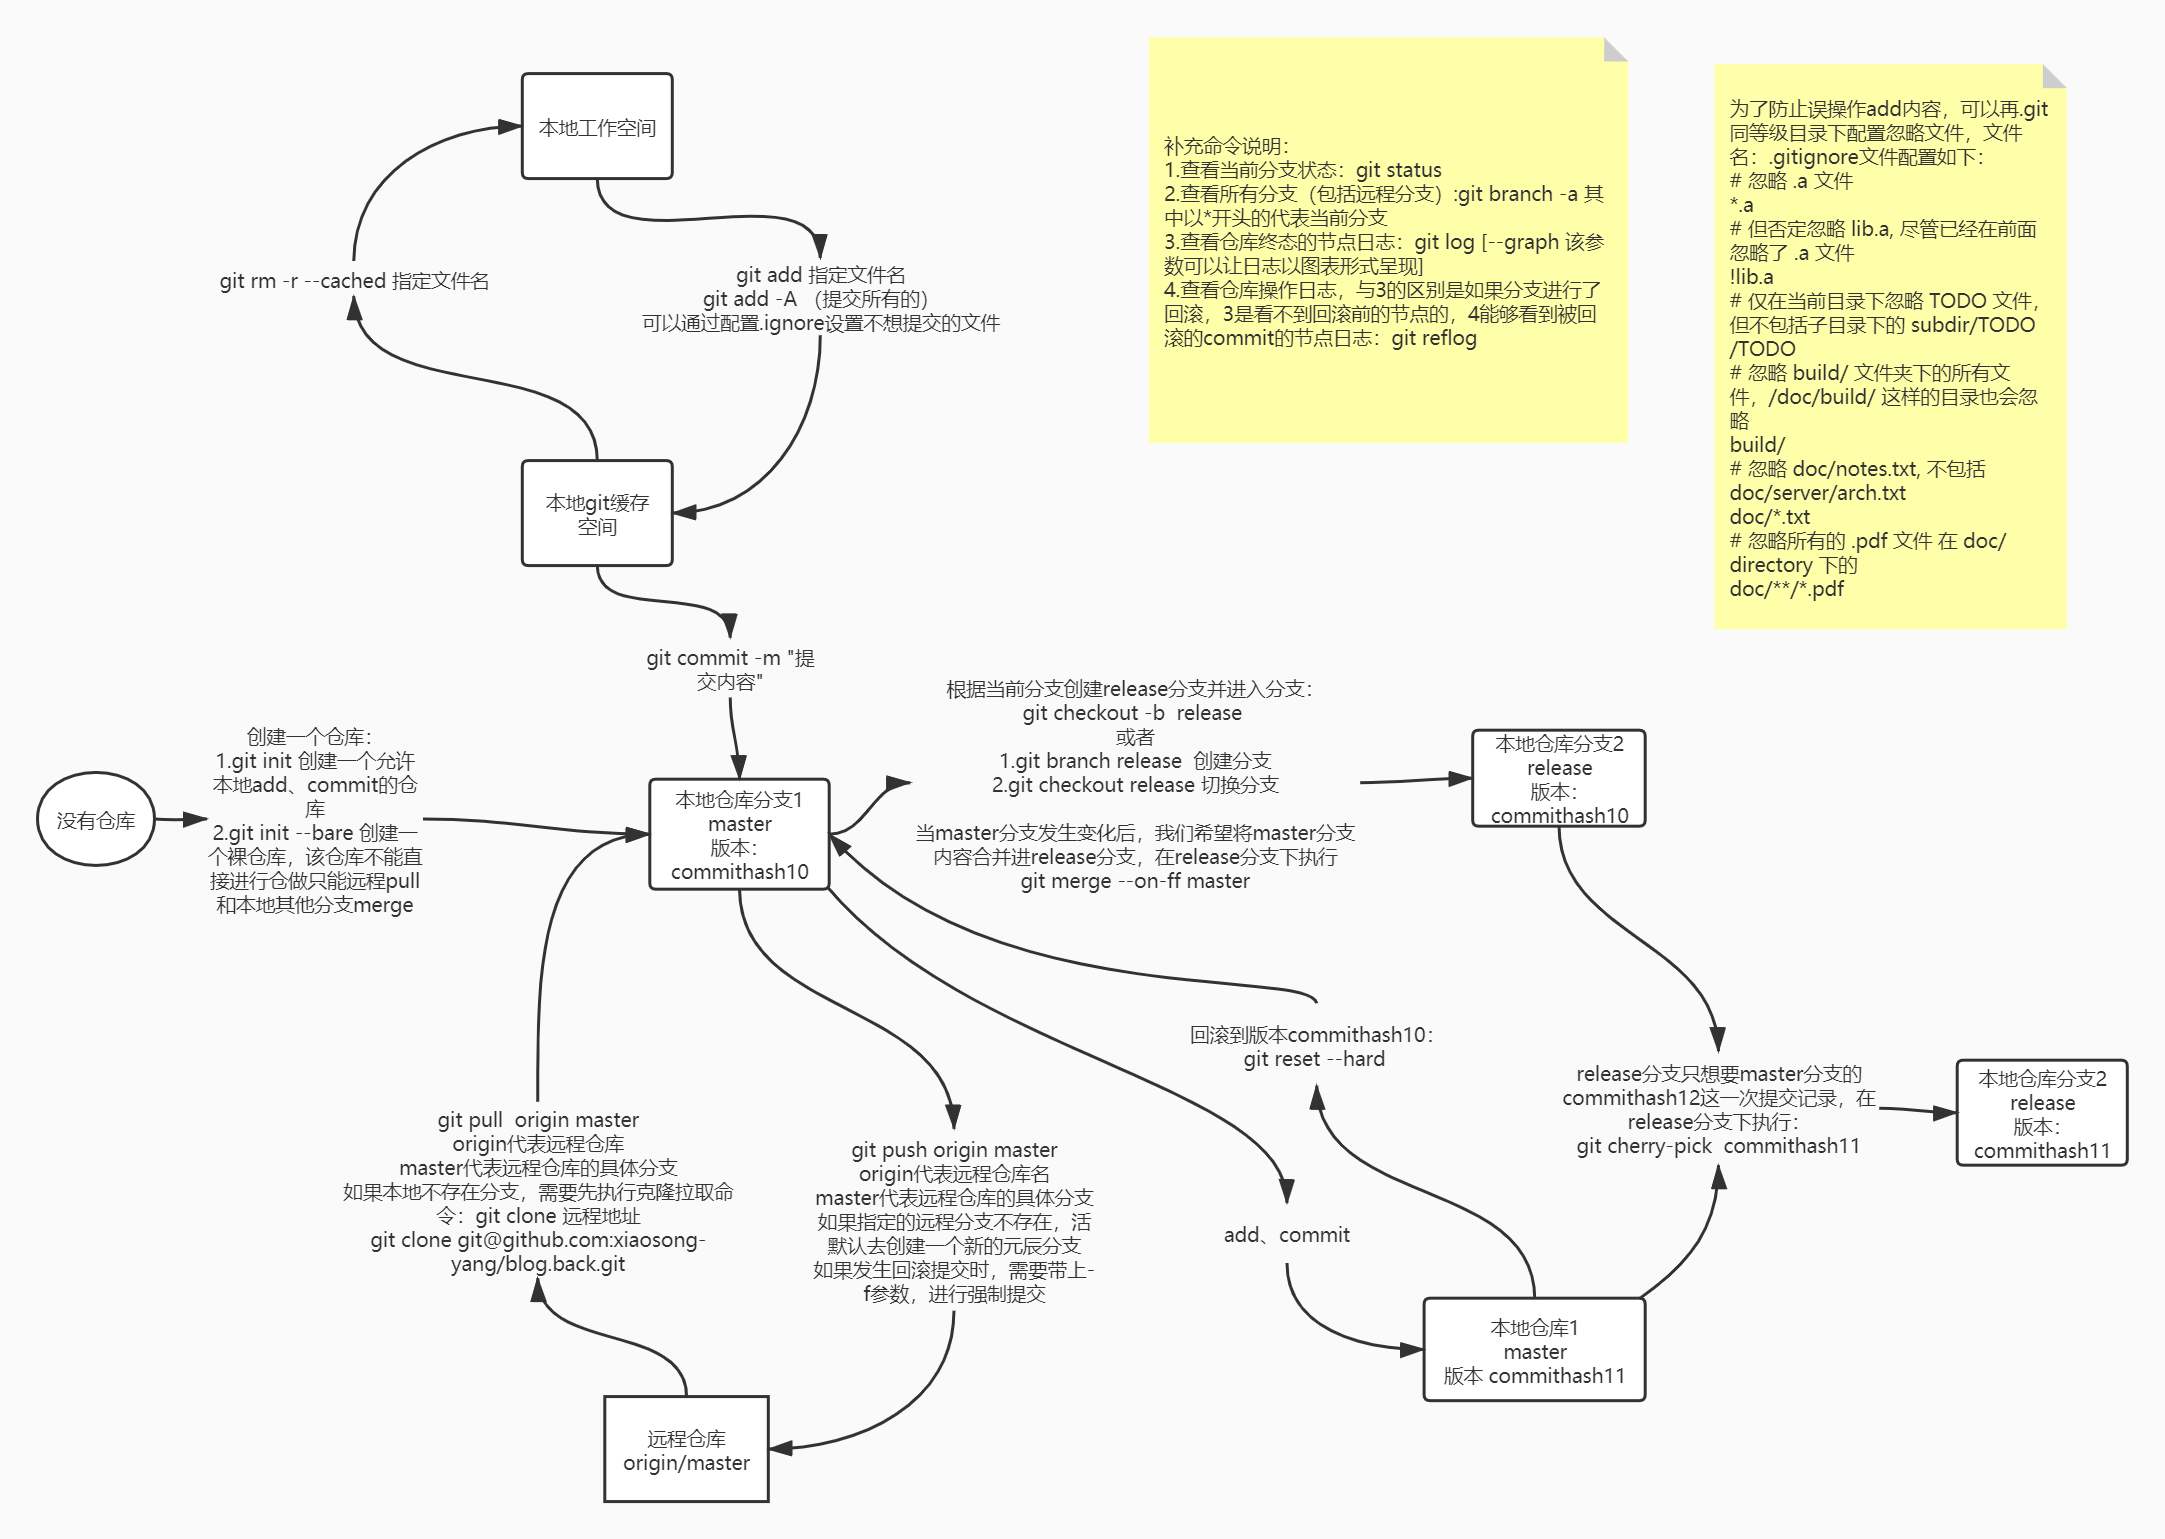 本地工作空间
git rm -r --cached 指定文件名
git add 指定文件名
git add -A （提交所有的）
可以通过配置.ignore设置不想提交的文件
本地git缓存
空间
git commit -m "提
交内容"
补充命令说明：
1.查看当前分支状态：git status
2.查看所有分支（包括远程分支）:git branch -a 其
中以*开头的代表当前分支
3.查看仓库终态的节点日志：git log [--graph 该参
数可以让日志以图表形式呈现]
4.查看仓库操作日志，与3的区别是如果分支进行了
回滚，3是看不到回滚前的节点的，4能够看到被回
滚的commit的节点日志：git reflog
为了防止误操作add内容，可以再.git
同等级目录下配置忽略文件，文件
名：.gitignore文件配置如下：
# 忽略 .a 文件
*.a
# 但否定忽略 lib.a, 尽管已经在前面
忽略了 .a 文件
!lib.a
# 仅在当前目录下忽略 TODO 文件，
但不包括子目录下的 subdir/TODO
/TODO
# 忽略 build/ 文件夹下的所有文
件，/doc/build/ 这样的目录也会忽
略
build/
# 忽略 doc/notes.txt, 不包括
doc/server/arch.txt
doc/*.txt
# 忽略所有的 .pdf 文件 在 doc/
directory 下的
doc/**/*.pdf
没有仓库
创建一个仓库：
1.git init 创建一个允许
本地add、commit的仓
库
2.git init --bare 创建一
个裸仓库，该仓库不能直
接进行仓做只能远程pull
和本地其他分支merge
本地仓库分支1
master
版本：
commithash10
根据当前分支创建release分支并进入分支：
git checkout -b  release
或者
1.git branch release  创建分支
2.git checkout release 切换分支
当master分支发生变化后，我们希望将master分支
内容合并进release分支，在release分支下执行
git merge --on-ff master
本地仓库分支2
release
版本：
commithash10
回滚到版本commithash10：
git reset --hard
release分支只想要master分支的
commithash12这一次提交记录，在
release分支下执行：
git cherry-pick  commithash11
本地仓库分支2
release
版本：
commithash11
git pull  origin master
origin代表远程仓库
master代表远程仓库的具体分支
如果本地不存在分支，需要先执行克隆拉取命
令：git clone 远程地址
git clone git@github.com:xiaosong-
yang/blog.back.git
git push origin master
origin代表远程仓库名
master代表远程仓库的具体分支
如果指定的远程分支不存在，活
默认去创建一个新的元辰分支
如果发生回滚提交时，需要带上-
f参数，进行强制提交
add、commit
本地仓库1
master
版本 commithash11
远程仓库
origin/master